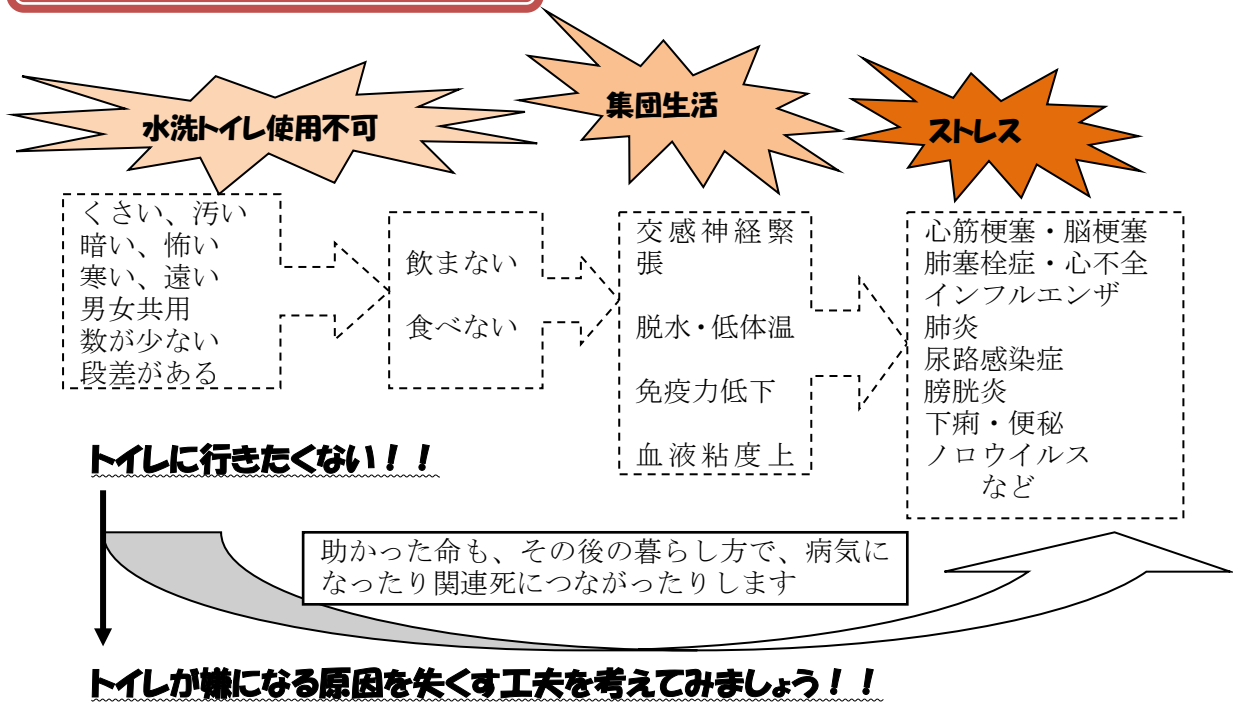 水洗トイレ使用不可
集団生活
ストレス
くさい、汚い
暗い、怖い
寒い、遠い
男女共用
数が少ない
段差がある
飲まない
食べない
交感神経緊
張
脱水・低体温
免疫力低下
血液粘度上
心筋梗塞・脳梗塞
肺塞栓症・心不全
インフルエンザ
肺炎
尿路感染症
膀胱炎
下痢・便秘
ノロウイルス
など
トイレに行きたくない！！
助かった命も、その後の暮らし方で、病気に
なったり関連死につながったりします
トイレが嫌になる原因を失くす工夫を考えてみましょう！！